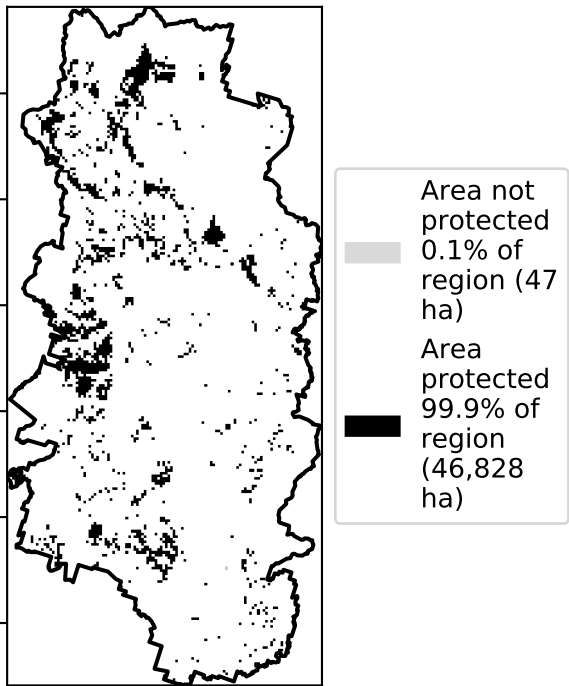 Area not
protected
0.1% of
region (47
ha)
Area
protected
99.9% of
region
(46,828
ha)